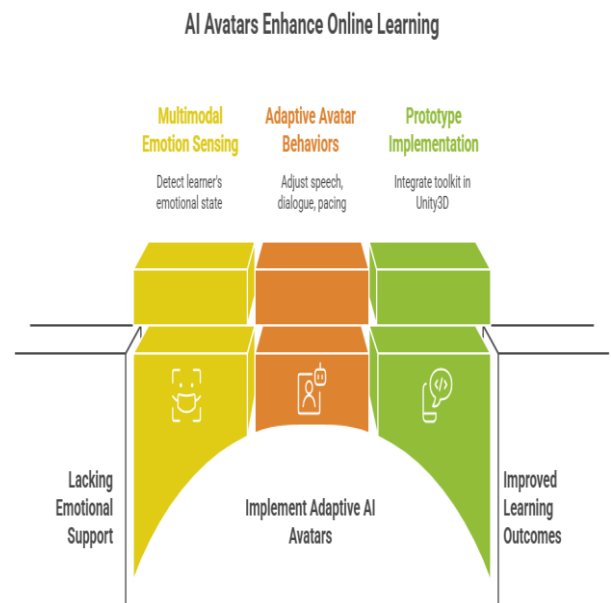 AI Avatars Enhance Online Learning
Multimodal
Emotion Sensing
Detect learner's
emotional state
Adaptive Avatar
Behaviors
Adjust speech,
dialogue, pacing
Prototype
Implementation
Integrate toolkit in
Unity3D
</>
Lacking
Emotional
Support
Implement Adaptive AI
Avatars
Improved
Learning
Outcomes